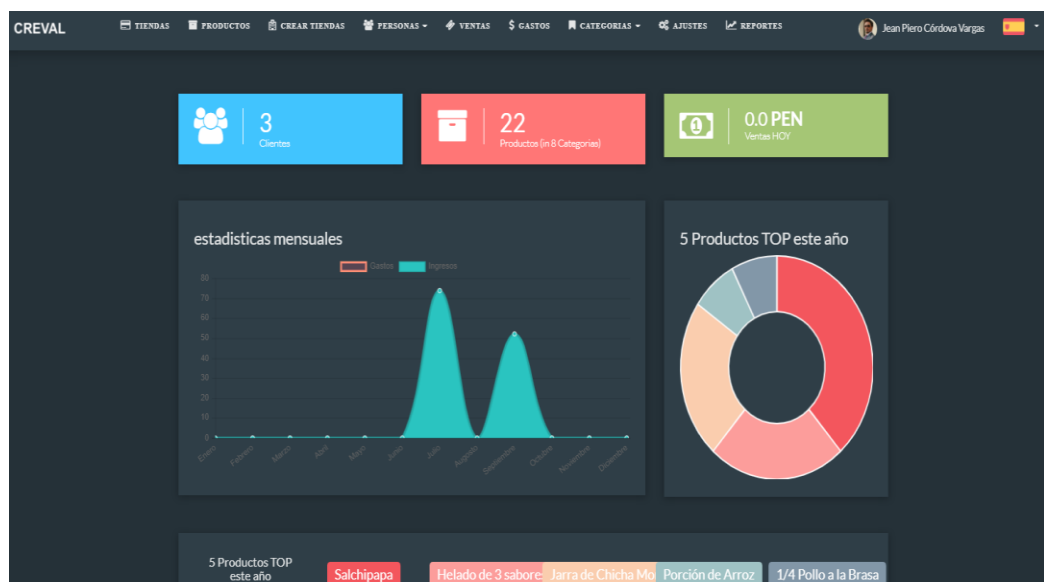 CREVAL TIENDAS PRODUCTOS CREAR TIENDAS PERSONAS VENTAS $ GASTOS CATEGORIAS AJUSTES REPORTES Jean Piero Córdova Vargas
3
Clientes
22
Productos (in 8 Categorias)
0.0 PEN
Ventas HOY
estadisticas mensuales
Gastos Ingresos
80
70
60
50
40
30
20
10
0
Enero Febrero Marzo Abril Mayo Junio Julio Augosto Septiembre Octubre Noviembre Diciembre
5 Productos TOP este año
5 Productos TOP
este año
Salchipapa Helado de 3 sabores Jarra de Chicha Mo Porción de Arroz 1/4 Pollo a la Brasa